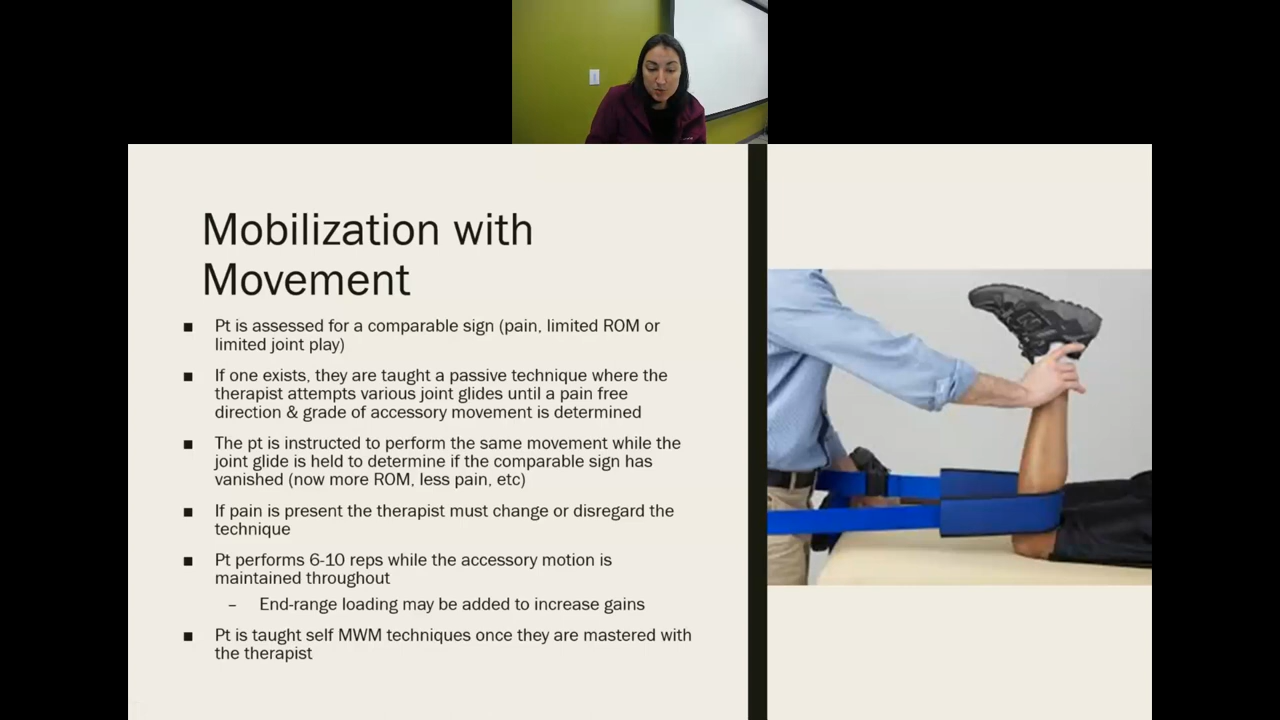 Mobilization with
Movement
■ Pt is assessed for a comparable sign (pain, limited ROM or
limited joint play)
■ If one exists, they are taught a passive technique where the
therapist attempts various joint glides until a pain free
direction & grade of accessory movement is determined
■ The pt is instructed to perform the same movement while the
joint glide is held to determine if the comparable sign has
vanished (now more ROM, less pain, etc)
■ If pain is present the therapist must change or disregard the
technique
■ Pt performs 6-10 reps while the accessory motion is
maintained throughout
– End-range loading may be added to increase gains
■ Pt is taught self MWM techniques once they are mastered with
the therapist